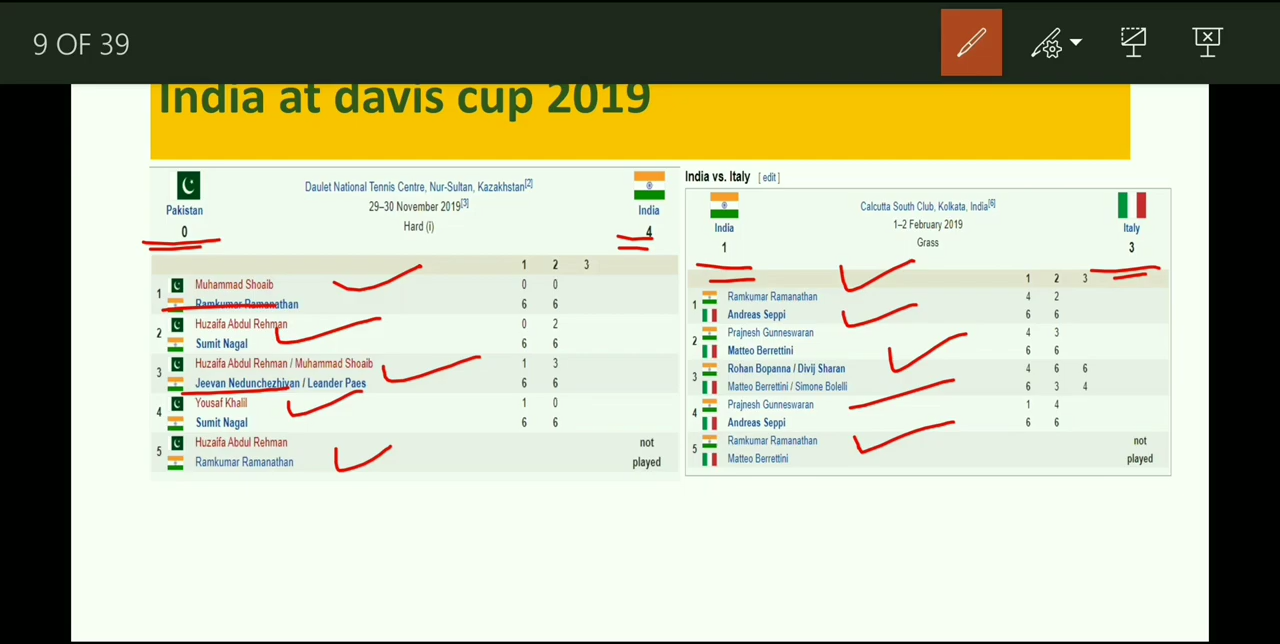 9 OF 39
India at davis cup 2019
Pakistan
0
Daulet National Tennis Centre, Nur-Sultan, Kazakhstan[2]
29–30 November 2019[3]
Hard (i)
India
4
1 2 3
1 Muhammad Shoaib 0 0
Ramkumar Ramanathan 6 6
2 Huzaifa Abdul Rehman 0 2
Sumit Nagal 6 6
3 Huzaifa Abdul Rehman / Muhammad Shoaib 1 3
Jeevan Nedunchezhiyan / Leander Paes 6 6
4 Yousaf Khalil 1 0
Sumit Nagal 6 6
5 Huzaifa Abdul Rehman not
Ramkumar Ramanathan played
India vs. Italy [ edit ]
India
1
Calcutta South Club, Kolkata, India[6]
1–2 February 2019
Grass
Italy
3
1 2 3
1 Ramkumar Ramanathan 4 2
Andreas Seppi 6 6
2 Prajnesh Gunneswaran 4 3
Matteo Berrettini 6 6
3 Rohan Bopanna / Divij Sharan 4 6 6
Matteo Berrettini / Simone Bolelli 6 3 4
4 Prajnesh Gunneswaran 1 4
Andreas Seppi 6 6
5 Ramkumar Ramanathan not
Matteo Berrettini played